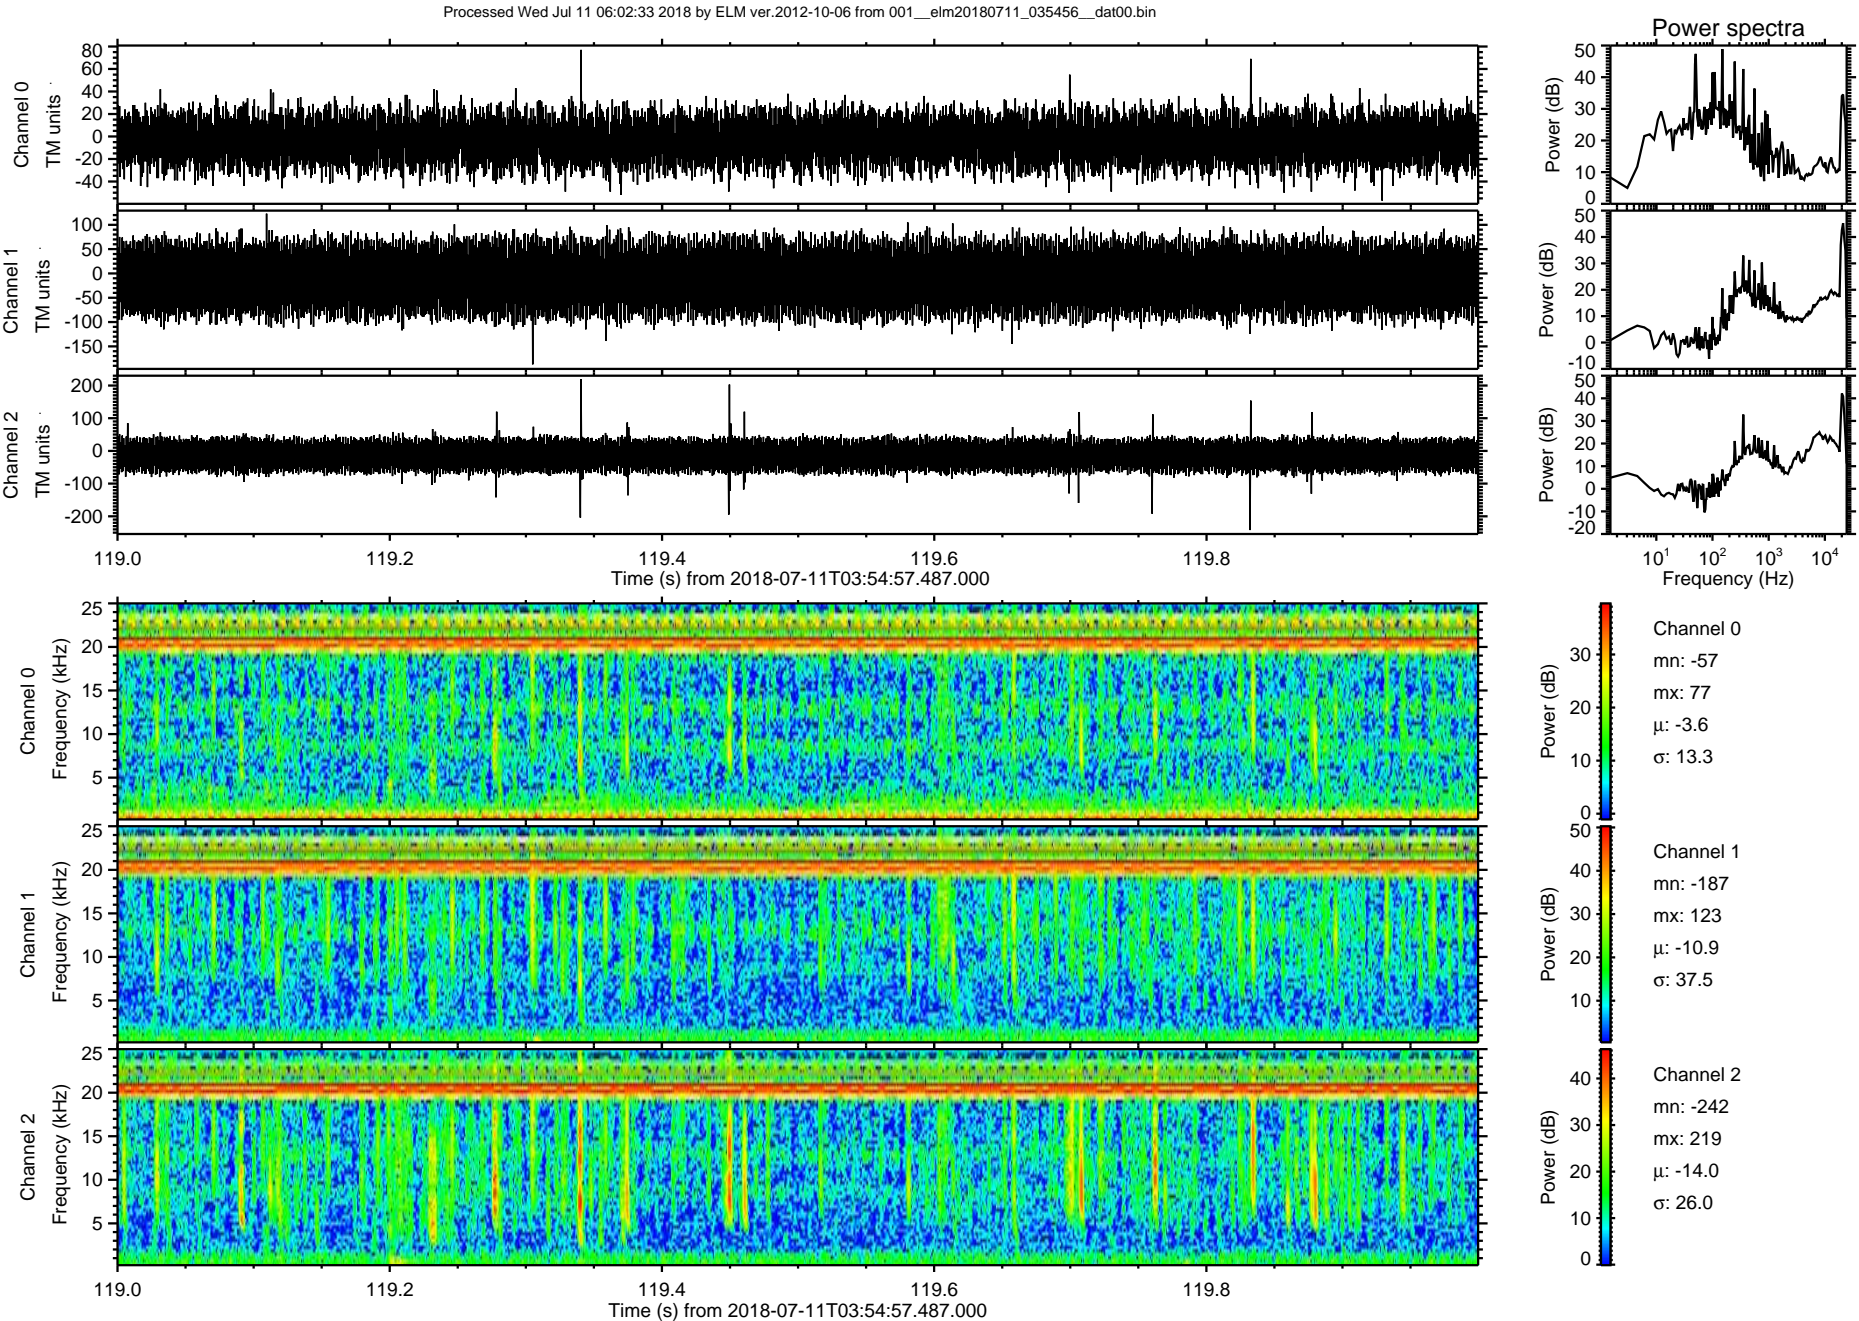 Processed Wed Jul 11 06:02:33 2018 by ELM ver.2012-10-06 from 001__elm20180711_035456__dat00.bin
Power spectra
Channel 0
TM units
80
60
40
20
0
-20
-40
Power (dB)
50
40
30
20
10
0
Channel 1
TM units
100
50
0
-50
-100
-150
Power (dB)
50
40
30
20
10
0
-10
Channel 2
TM units
200
100
0
-100
-200
Power (dB)
50
40
30
20
10
0
-10
-20
119.0 119.2 119.4 119.6 119.8
Time (s) from 2018-07-11T03:54:57.487.000
10¹ 10² 10³ 10⁴
Frequency (Hz)
Channel 0
Frequency (kHz)
25
20
15
10
5
Power (dB)
30
20
10
0
Channel 0
mn: -57
mx: 77
μ: -3.6
σ: 13.3
Channel 1
Frequency (kHz)
25
20
15
10
5
Power (dB)
50
40
30
20
10
Channel 1
mn: -187
mx: 123
μ: -10.9
σ: 37.5
Channel 2
Frequency (kHz)
25
20
15
10
5
Power (dB)
40
30
20
10
0
Channel 2
mn: -242
mx: 219
μ: -14.0
σ: 26.0
119.0 119.2 119.4 119.6 119.8
Time (s) from 2018-07-11T03:54:57.487.000